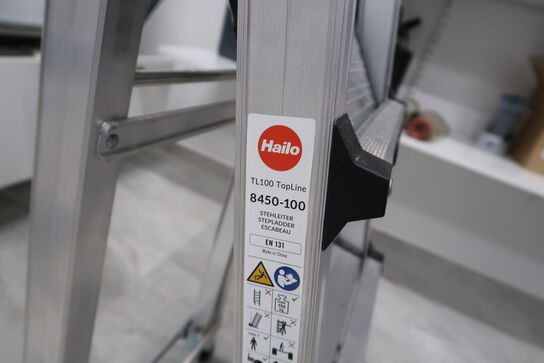 Hailo
TL100 TopLine
8450-100
STEHLEITER
STEPLADDER
ESCABEAU
EN 131
Made in China